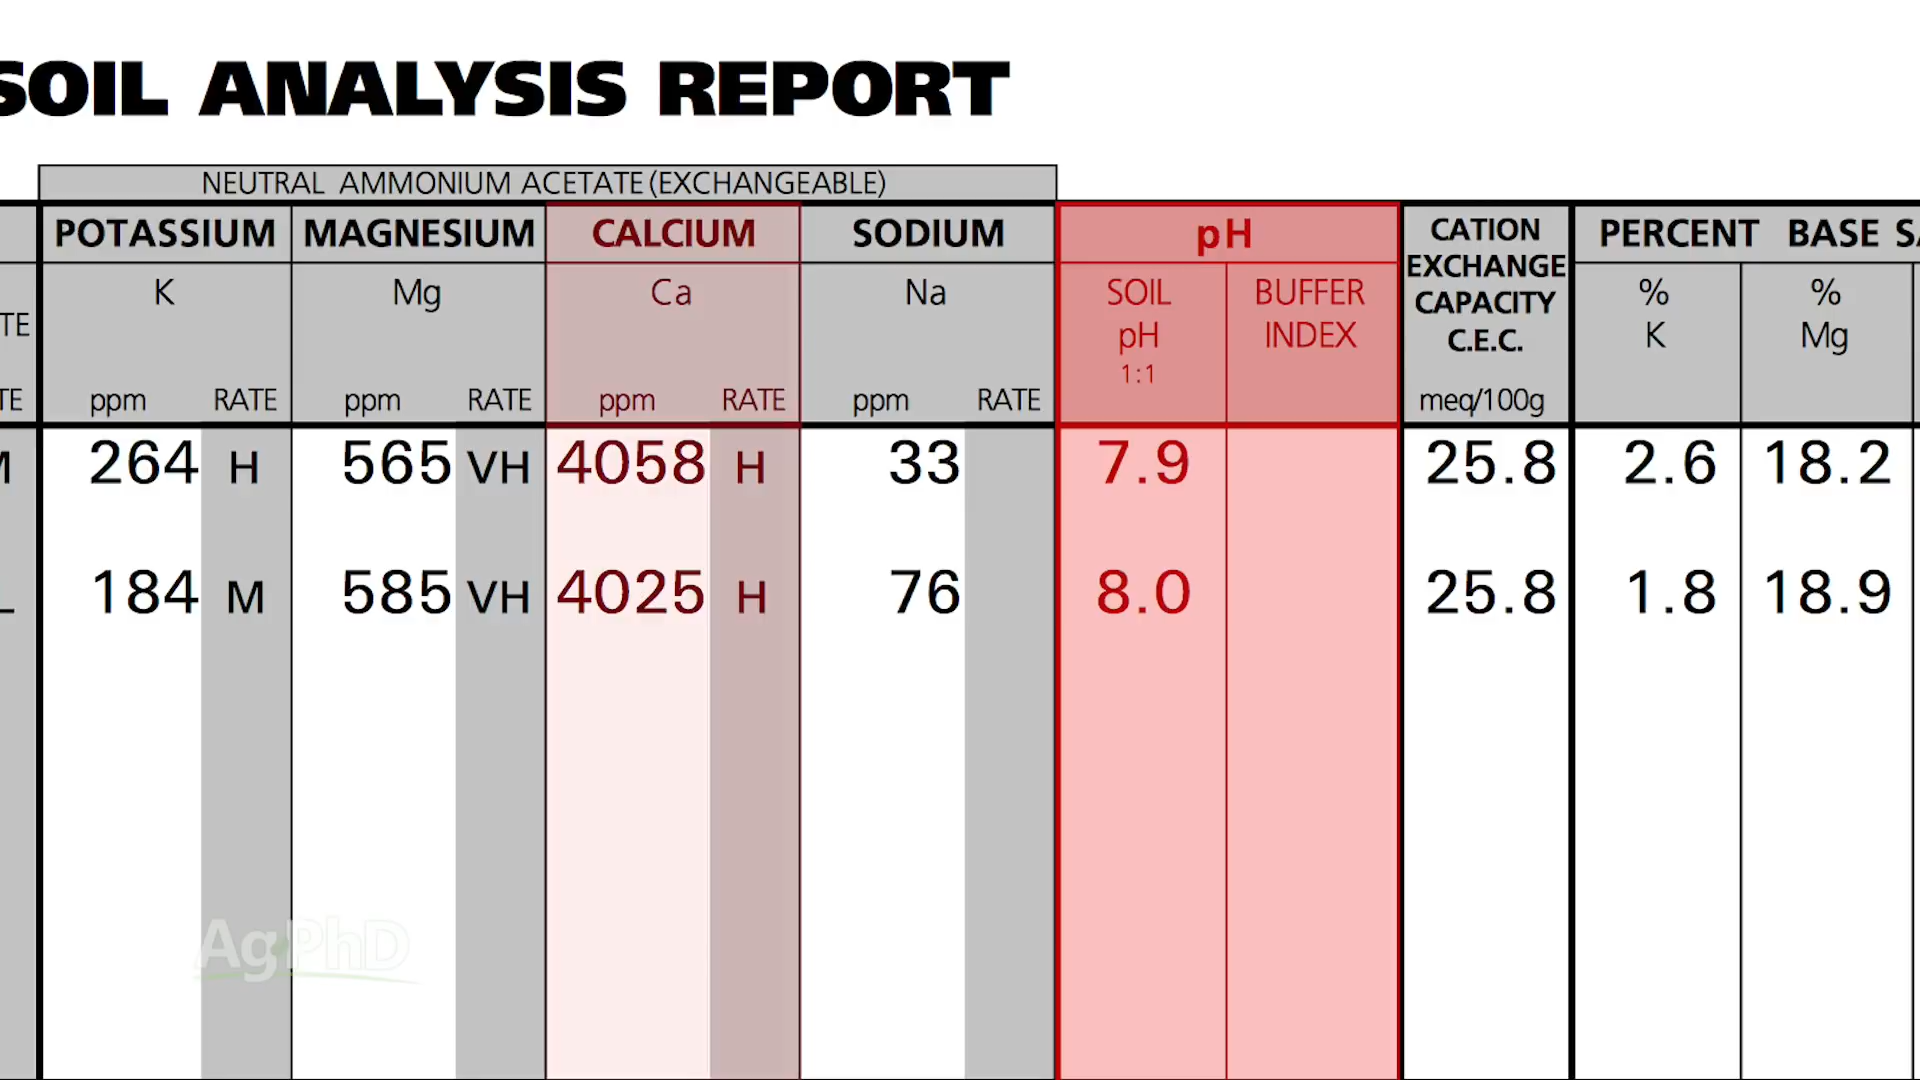 SOIL ANALYSIS REPORT
NEUTRAL AMMONIUM ACETATE (EXCHANGEABLE)
POTASSIUM MAGNESIUM CALCIUM SODIUM pH CATION EXCHANGE CAPACITY C.E.C. PERCENT BASE
K Mg Ca Na SOIL pH 1:1 BUFFER INDEX % K % Mg
ppm RATE ppm RATE ppm RATE ppm RATE meq/100g
264 H 565 VH 4058 H 33 7.9 25.8 2.6 18.2
184 M 585 VH 4025 H 76 8.0 25.8 1.8 18.9
AgPhD